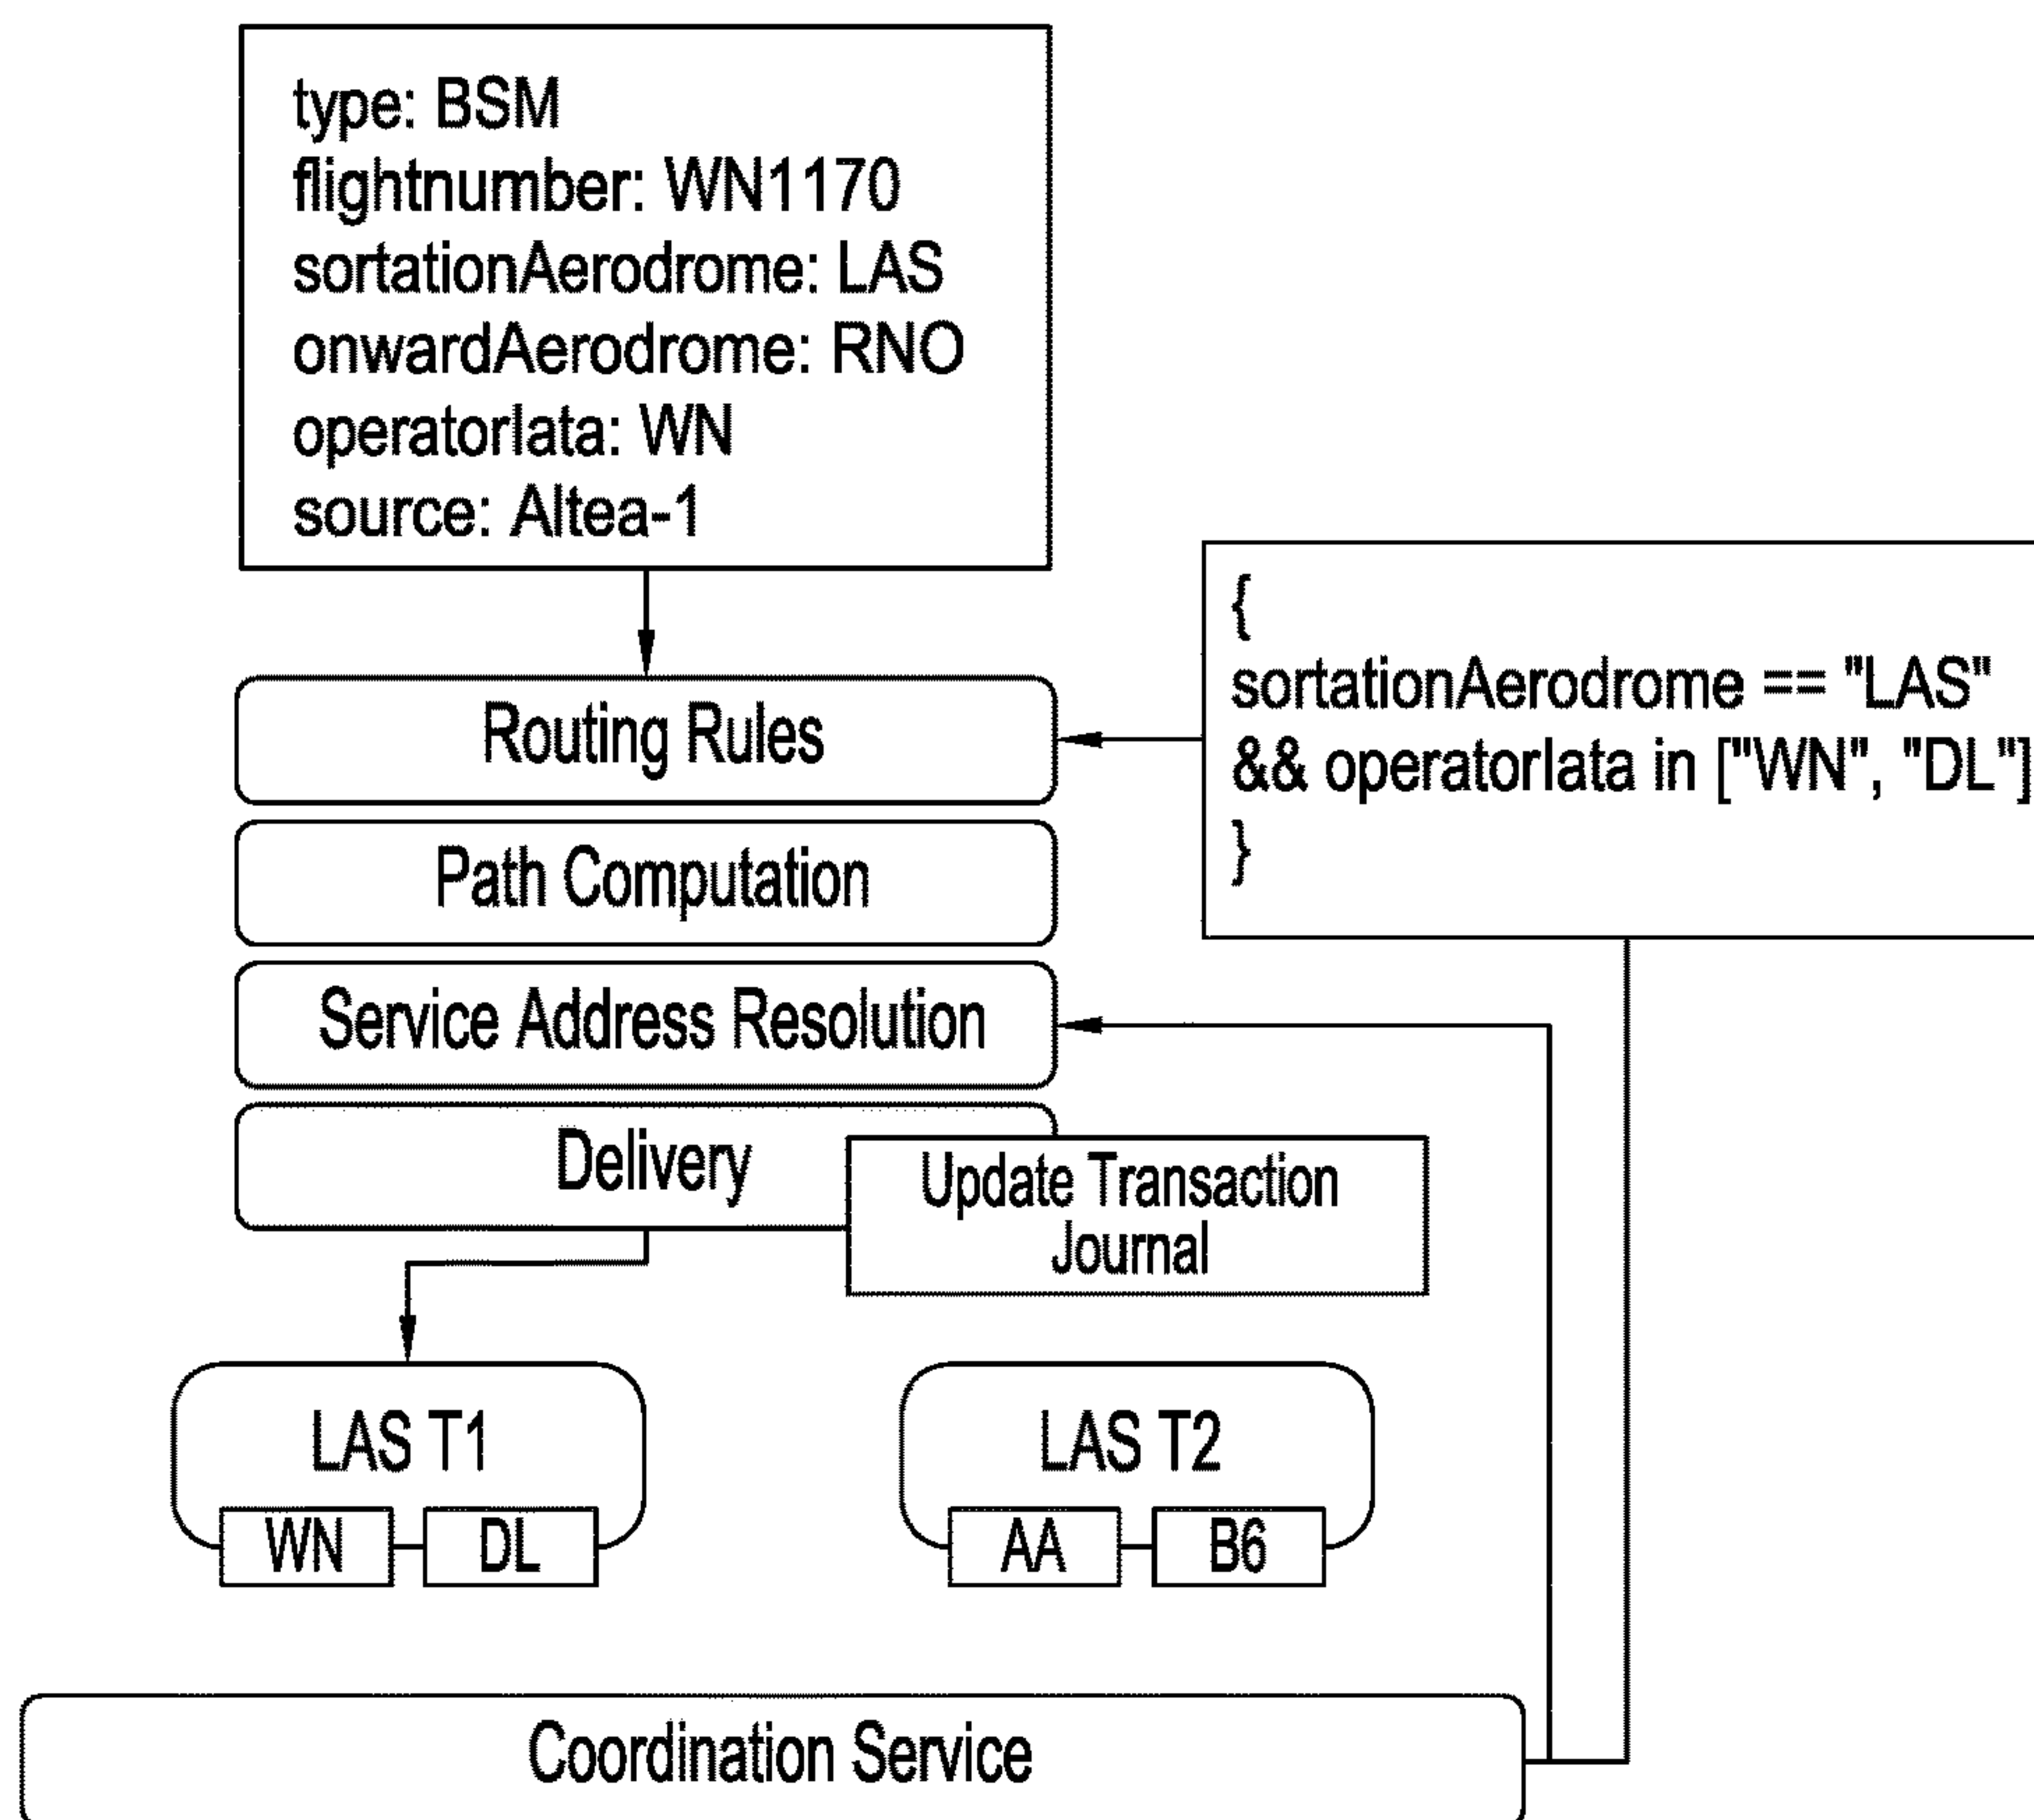 type: BSM
flightnumber: WN1170
sortationAerodrome: LAS
onwardAerodrome: RNO
operatorIata: WN
source: Altea-1
{
sortationAerodrome == "LAS"
&& operatorIata in ["WN", "DL"]
}
Routing Rules
Path Computation
Service Address Resolution
Delivery
Update Transaction
Journal
LAS T1
WN
DL
LAS T2
AA
B6
Coordination Service